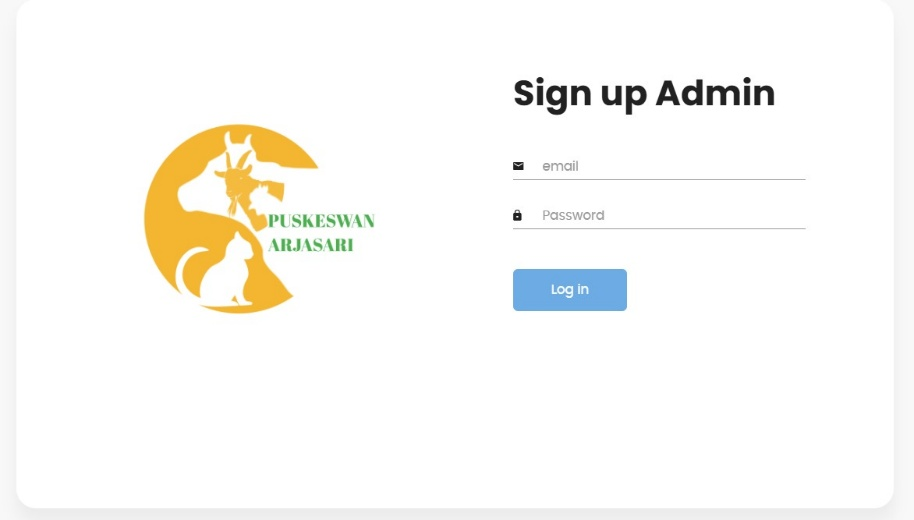 Sign up Admin
email
Password
Log in
PUSKESWAN
ARJASARI